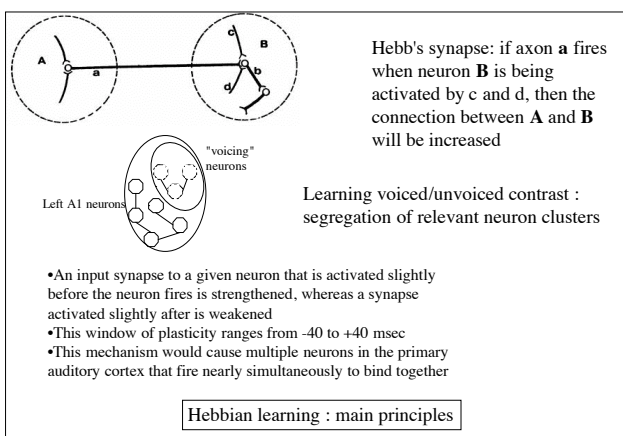 A
a
c
B
b
d
Hebb's synapse: if axon a fires
when neuron B is being
activated by c and d, then the
connection between A and B
will be increased
"voicing"
neurons
Left A1 neurons
Learning voiced/unvoiced contrast :
segregation of relevant neuron clusters
•An input synapse to a given neuron that is activated slightly
before the neuron fires is strengthened, whereas a synapse
activated slightly after is weakened
•This window of plasticity ranges from -40 to +40 msec
•This mechanism would cause multiple neurons in the primary
auditory cortex that fire nearly simultaneously to bind together
Hebbian learning : main principles